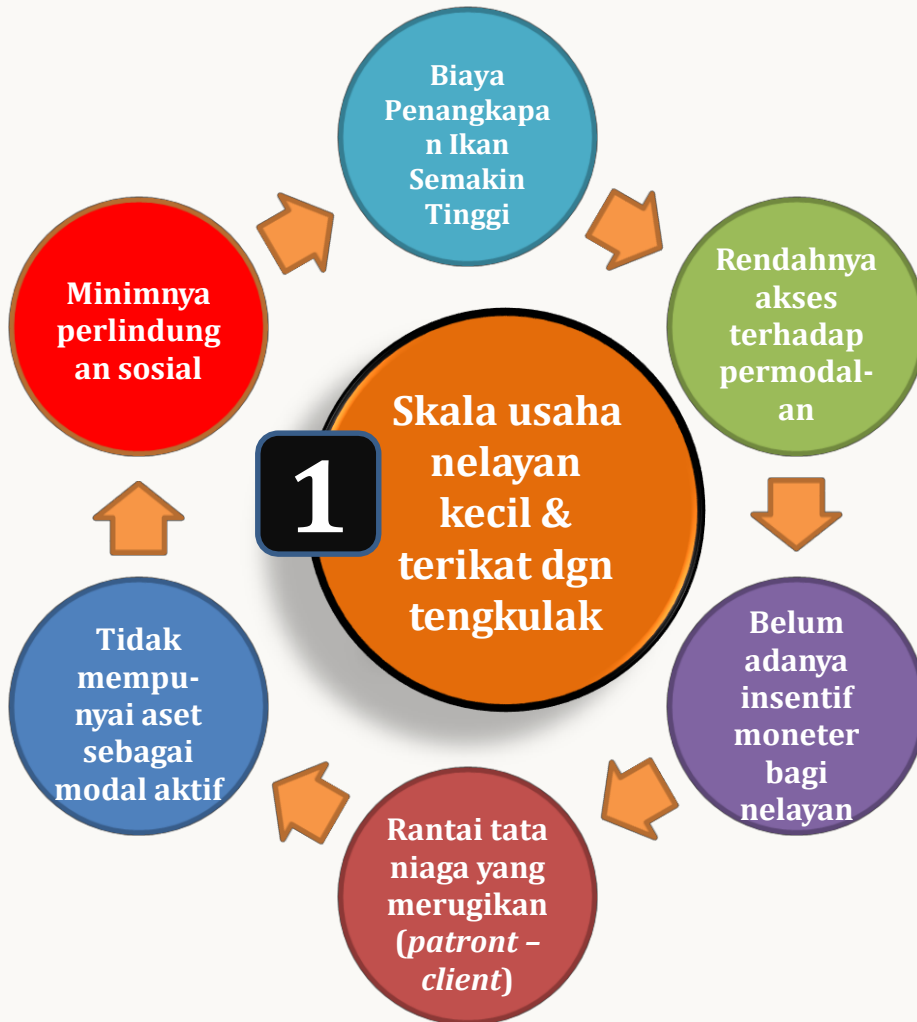 Biaya
Penangkapa
n Ikan
Semakin
Tinggi
Rendahnya
akses
terhadap
permodal-
an
Belum
adanya
insentif
moneter
bagi
nelayan
Rantai tata
niaga yang
merugikan
(patront –
client)
Tidak
mempu-
nyai aset
sebagai
modal aktif
Minimnya
perlindung
an sosial
1
Skala usaha
nelayan
kecil &
terikat dgn
tengkulak